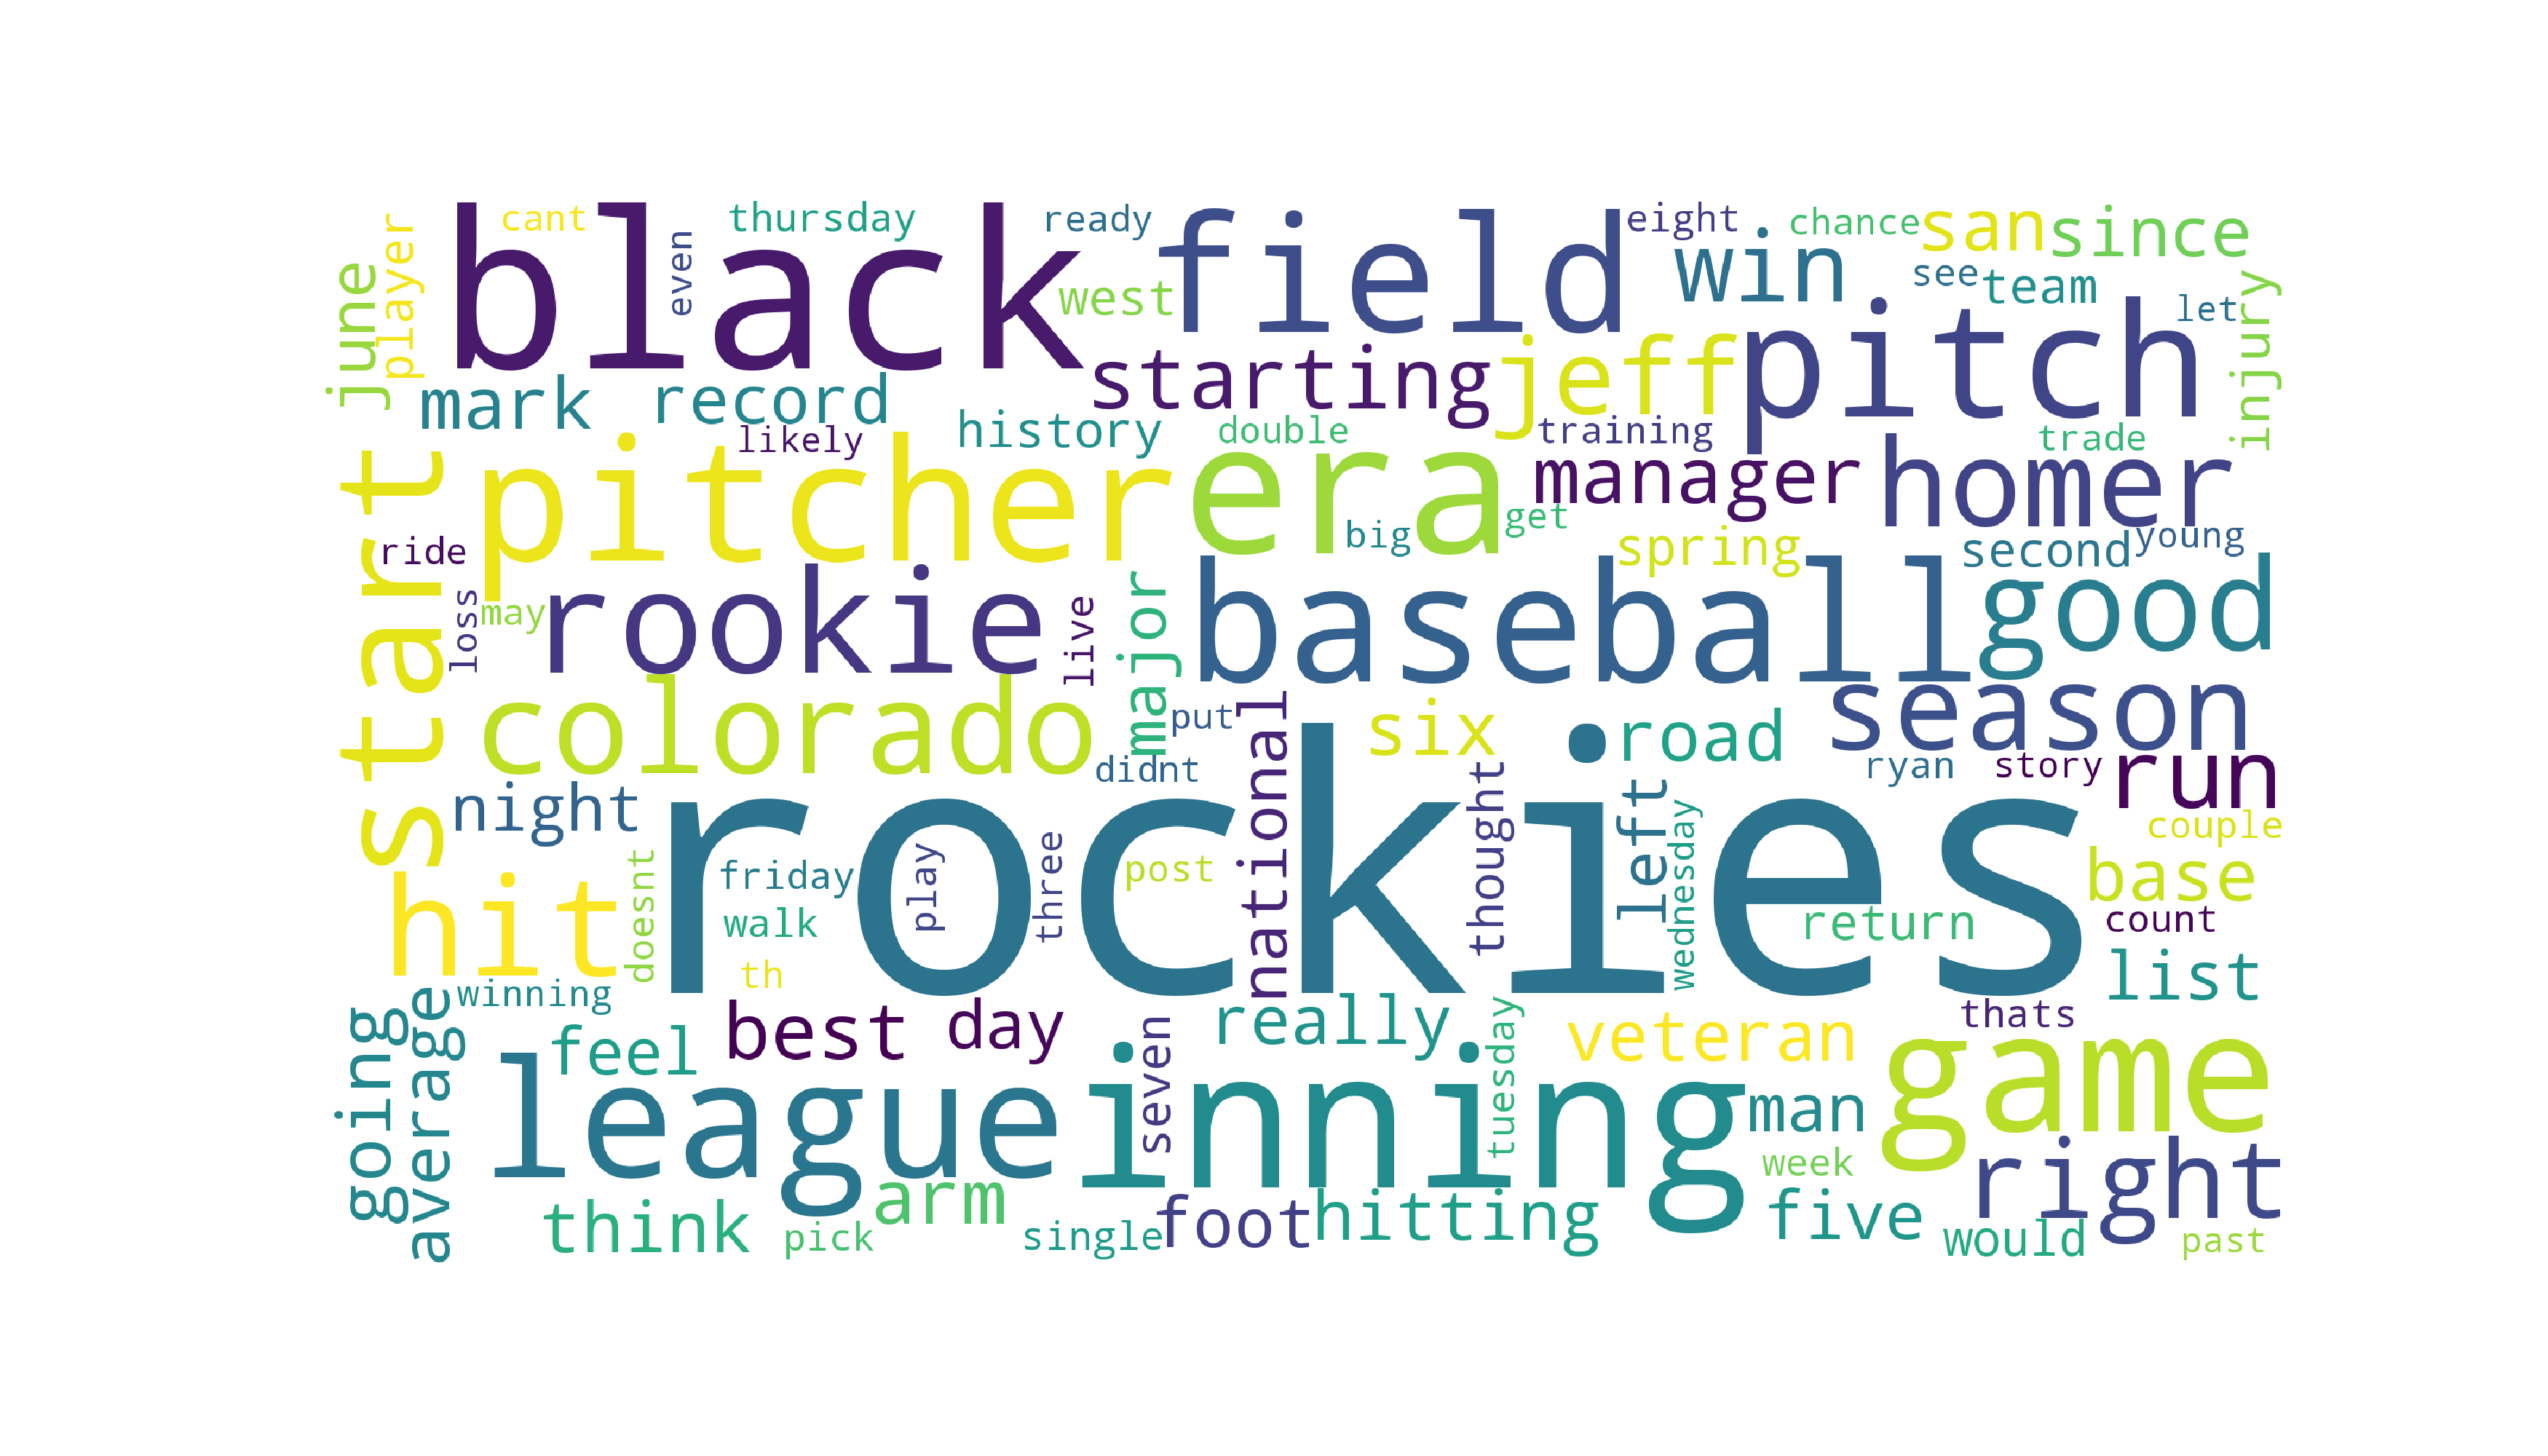 cant
thursday
ready
eight
chance
san
since
player
june
black
even
west
field
win
see
team
let
injury
mark
record
starting
jeff
pitch
likely
history
double
training
trade
start
pitcher
era
manager
homer
ride
big
get
spring
second
young
loss
may
rookie
live
major
baseball
good
colorado
put
national
six
road
season
didnt
ryan
story
run
night
rockies
thought
left
wednesday
couple
hit
doesnt
friday
play
three
post
base
walk
return
count
th
list
winning
going
average
feel
best
day
seven
really
tuesday
veteran
thats
league
inning
man
game
week
right
think
pick
arm
single
foot
hitting
five
would
past